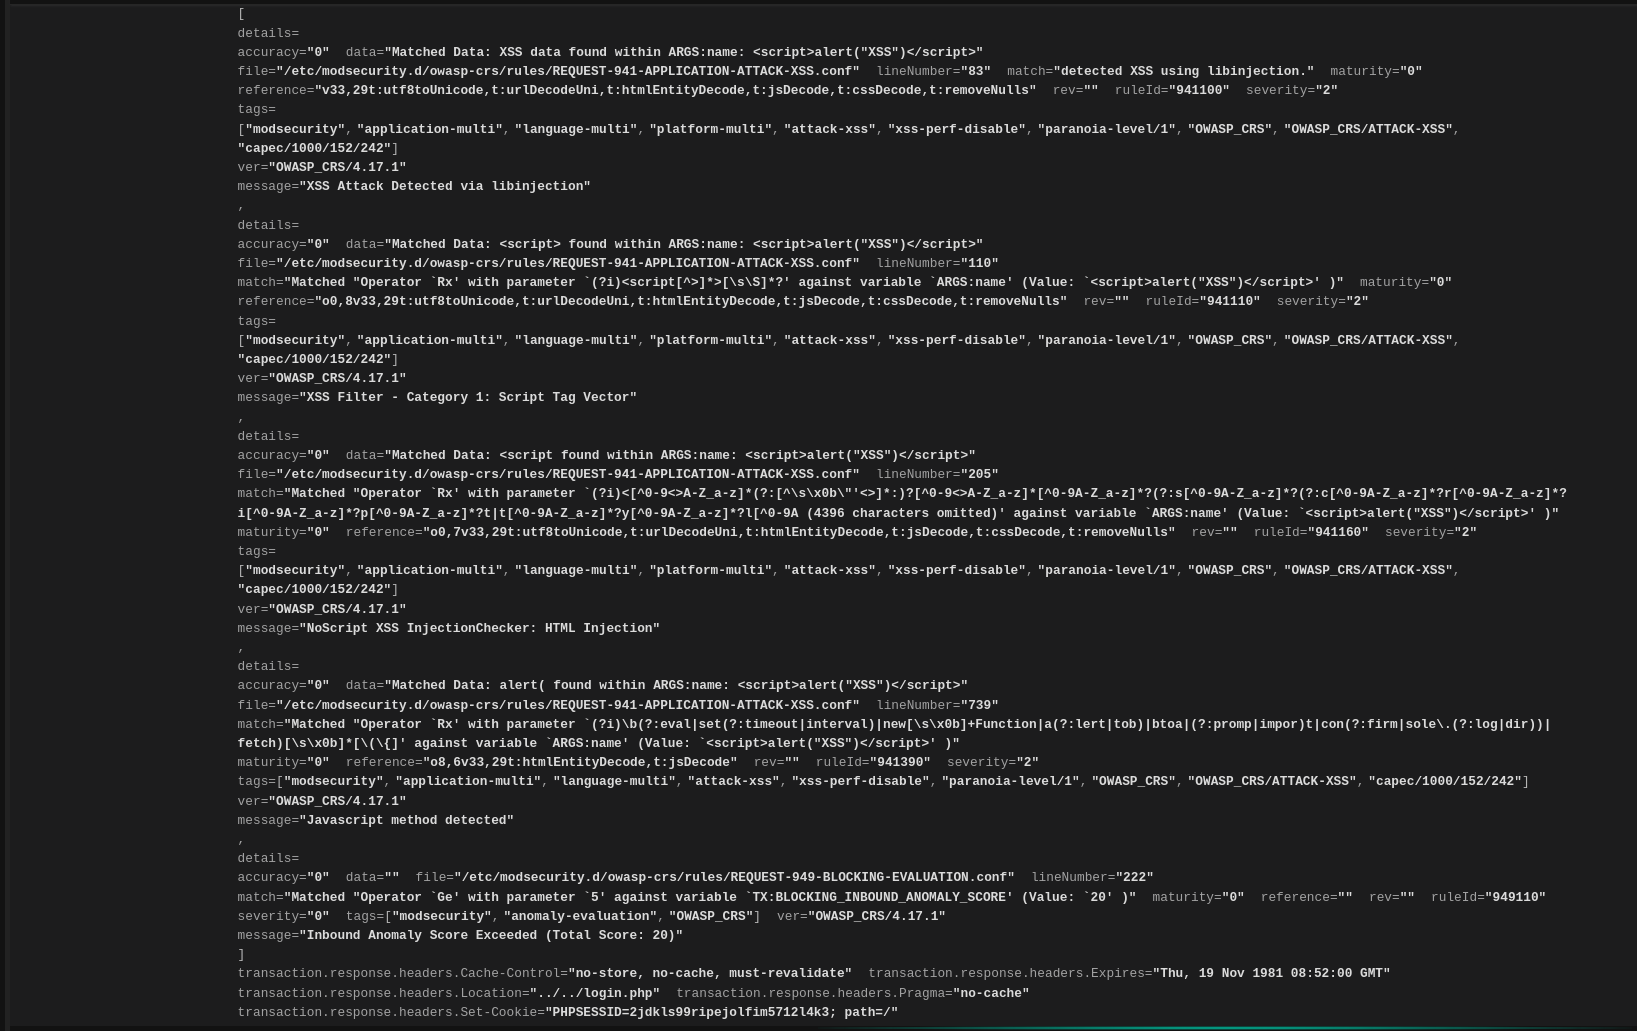 [
details=
accuracy="0"  data="Matched Data: XSS data found within ARGS:name: <script>alert("XSS")</script>"
file="/etc/modsecurity.d/owasp-crs/rules/REQUEST-941-APPLICATION-ATTACK-XSS.conf"  lineNumber="83"  match="detected XSS using libinjection."  maturity="0"
reference="v33,29t:utf8toUnicode,t:urlDecodeUni,t:htmlEntityDecode,t:jsDecode,t:cssDecode,t:removeNulls"  rev=""  ruleId="941100"  severity="2"
tags=
["modsecurity", "application-multi", "language-multi", "platform-multi", "attack-xss", "xss-perf-disable", "paranoia-level/1", "OWASP_CRS", "OWASP_CRS/ATTACK-XSS",
"capec/1000/152/242"]
ver="OWASP_CRS/4.17.1"
message="XSS Attack Detected via libinjection"
,
details=
accuracy="0"  data="Matched Data: <script> found within ARGS:name: <script>alert("XSS")</script>"
file="/etc/modsecurity.d/owasp-crs/rules/REQUEST-941-APPLICATION-ATTACK-XSS.conf"  lineNumber="110"
match="Matched "Operator `Rx' with parameter `(?i)<script[^>]*>[\s\S]*?' against variable `ARGS:name' (Value: `<script>alert("XSS")</script>' )"  maturity="0"
reference="o0,8v33,29t:utf8toUnicode,t:urlDecodeUni,t:htmlEntityDecode,t:jsDecode,t:cssDecode,t:removeNulls"  rev=""  ruleId="941110"  severity="2"
tags=
["modsecurity", "application-multi", "language-multi", "platform-multi", "attack-xss", "xss-perf-disable", "paranoia-level/1", "OWASP_CRS", "OWASP_CRS/ATTACK-XSS",
"capec/1000/152/242"]
ver="OWASP_CRS/4.17.1"
message="XSS Filter - Category 1: Script Tag Vector"
,
details=
accuracy="0"  data="Matched Data: <script found within ARGS:name: <script>alert("XSS")</script>"
file="/etc/modsecurity.d/owasp-crs/rules/REQUEST-941-APPLICATION-ATTACK-XSS.conf"  lineNumber="205"
match="Matched "Operator `Rx' with parameter `(?i)<[^0-9<>A-Z_a-z]*(?:[^\s\x0b\"'<>]*:)?[^0-9<>A-Z_a-z]*[^0-9A-Z_a-z]*?(?:s[^0-9A-Z_a-z]*?(?:c[^0-9A-Z_a-z]*?r[^0-9A-Z_a-z]*?
i[^0-9A-Z_a-z]*?p[^0-9A-Z_a-z]*?t|t[^0-9A-Z_a-z]*?y[^0-9A-Z_a-z]*?l[^0-9A (4396 characters omitted)' against variable `ARGS:name' (Value: `<script>alert("XSS")</script>' )"
maturity="0"  reference="o0,7v33,29t:utf8toUnicode,t:urlDecodeUni,t:htmlEntityDecode,t:jsDecode,t:cssDecode,t:removeNulls"  rev=""  ruleId="941160"  severity="2"
tags=
["modsecurity", "application-multi", "language-multi", "platform-multi", "attack-xss", "xss-perf-disable", "paranoia-level/1", "OWASP_CRS", "OWASP_CRS/ATTACK-XSS",
"capec/1000/152/242"]
ver="OWASP_CRS/4.17.1"
message="NoScript XSS InjectionChecker: HTML Injection"
,
details=
accuracy="0"  data="Matched Data: alert( found within ARGS:name: <script>alert("XSS")</script>"
file="/etc/modsecurity.d/owasp-crs/rules/REQUEST-941-APPLICATION-ATTACK-XSS.conf"  lineNumber="739"
match="Matched "Operator `Rx' with parameter `(?i)\b(?:eval|set(?:timeout|interval)|new[\s\x0b]+Function|a(?:lert|tob)|btoa|(?:promp|impor)t|con(?:firm|sole\.(?:log|dir))|
fetch)[\s\x0b]*[\(\{]' against variable `ARGS:name' (Value: `<script>alert("XSS")</script>' )"
maturity="0"  reference="o8,6v33,29t:htmlEntityDecode,t:jsDecode"  rev=""  ruleId="941390"  severity="2"
tags=["modsecurity", "application-multi", "language-multi", "attack-xss", "xss-perf-disable", "paranoia-level/1", "OWASP_CRS", "OWASP_CRS/ATTACK-XSS", "capec/1000/152/242"]
ver="OWASP_CRS/4.17.1"
message="Javascript method detected"
,
details=
accuracy="0"  data=""  file="/etc/modsecurity.d/owasp-crs/rules/REQUEST-949-BLOCKING-EVALUATION.conf"  lineNumber="222"
match="Matched "Operator `Ge' with parameter `5' against variable `TX:BLOCKING_INBOUND_ANOMALY_SCORE' (Value: `20' )"  maturity="0"  reference=""  rev=""  ruleId="949110"
severity="0"  tags=["modsecurity", "anomaly-evaluation", "OWASP_CRS"]  ver="OWASP_CRS/4.17.1"
message="Inbound Anomaly Score Exceeded (Total Score: 20)"
]
transaction.response.headers.Cache-Control="no-store, no-cache, must-revalidate"  transaction.response.headers.Expires="Thu, 19 Nov 1981 08:52:00 GMT"
transaction.response.headers.Location="../../login.php"  transaction.response.headers.Pragma="no-cache"
transaction.response.headers.Set-Cookie="PHPSESSID=2jdkls99ripejolfim5712l4k3; path=/"